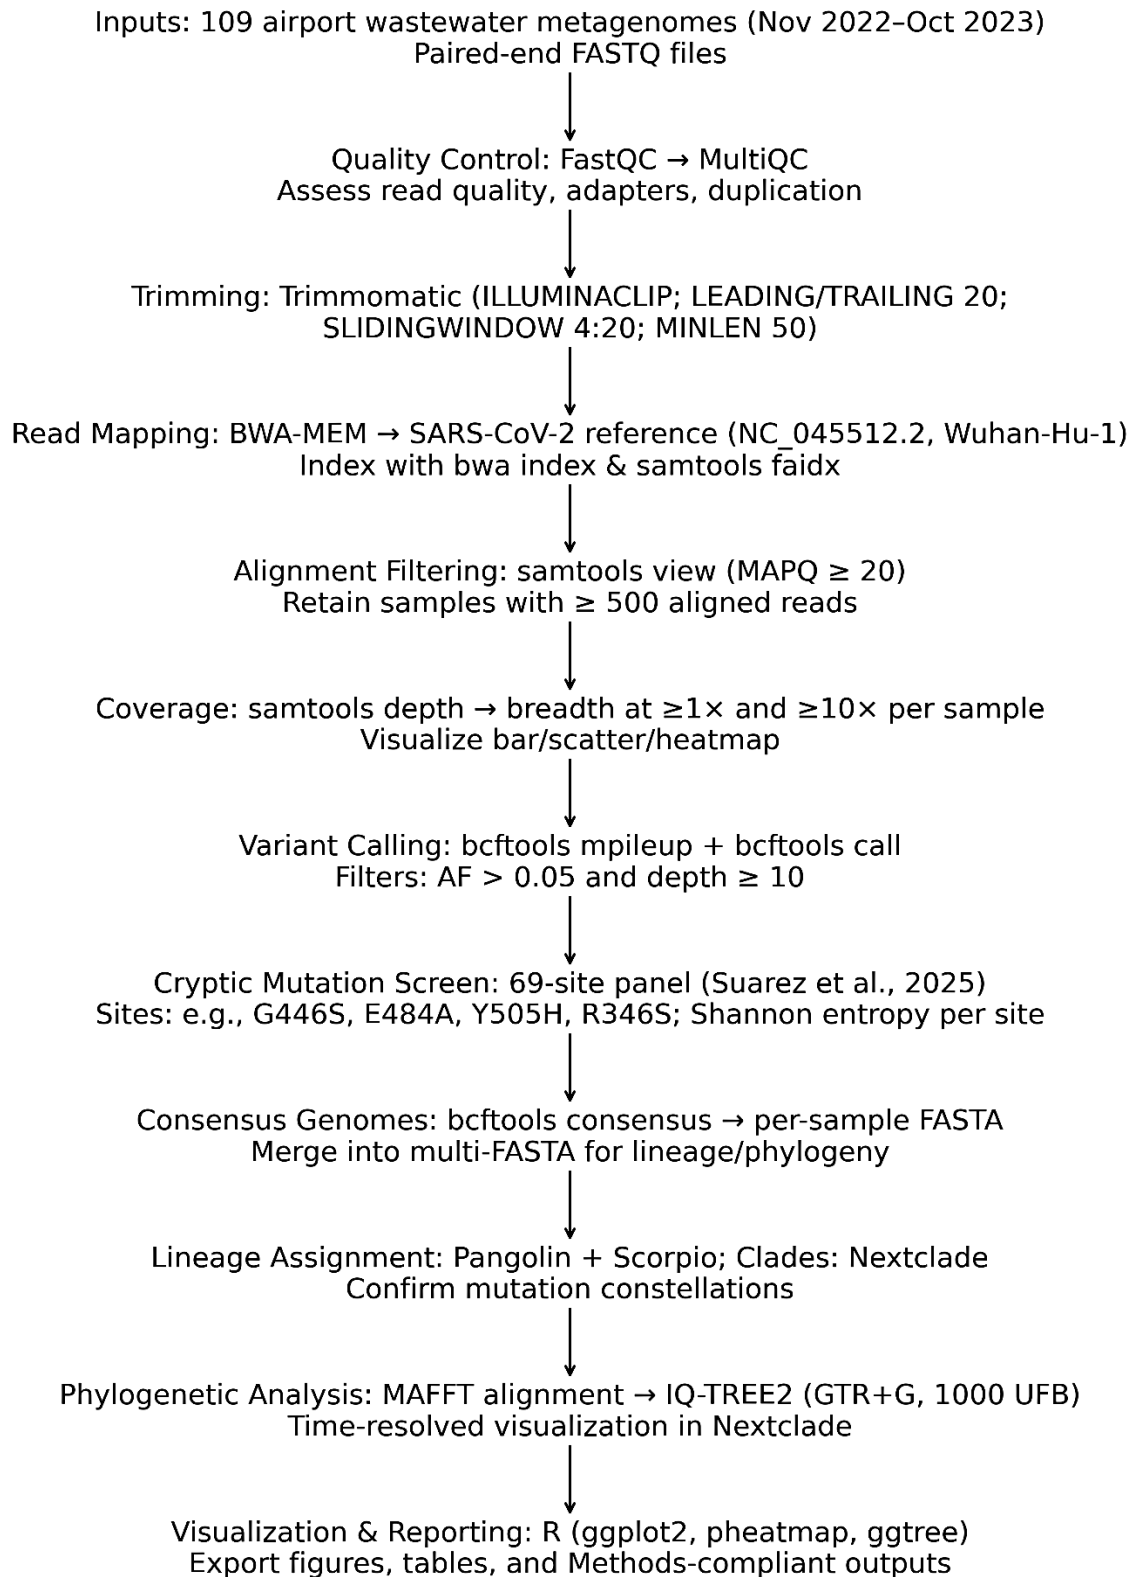 Inputs: 109 airport wastewater metagenomes (Nov 2022–Oct 2023)
Paired-end FASTQ files
Quality Control: FastQC → MultiQC
Assess read quality, adapters, duplication
Trimming: Trimmomatic (ILLUMINACLIP; LEADING/TRAILING 20;
SLIDINGWINDOW 4:20; MINLEN 50)
Read Mapping: BWA-MEM → SARS-CoV-2 reference (NC_045512.2, Wuhan-Hu-1)
Index with bwa index & samtools faidx
Alignment Filtering: samtools view (MAPQ ≥ 20)
Retain samples with ≥ 500 aligned reads
Coverage: samtools depth → breadth at ≥1× and ≥10× per sample
Visualize bar/scatter/heatmap
Variant Calling: bcftools mpileup + bcftools call
Filters: AF > 0.05 and depth ≥ 10
Cryptic Mutation Screen: 69-site panel (Suarez et al., 2025)
Sites: e.g., G446S, E484A, Y505H, R346S; Shannon entropy per site
Consensus Genomes: bcftools consensus → per-sample FASTA
Merge into multi-FASTA for lineage/phylogeny
Lineage Assignment: Pangolin + Scorpio; Clades: Nextclade
Confirm mutation constellations
Phylogenetic Analysis: MAFFT alignment → IQ-TREE2 (GTR+G, 1000 UFB)
Time-resolved visualization in Nextclade
Visualization & Reporting: R (ggplot2, pheatmap, ggtree)
Export figures, tables, and Methods-compliant outputs